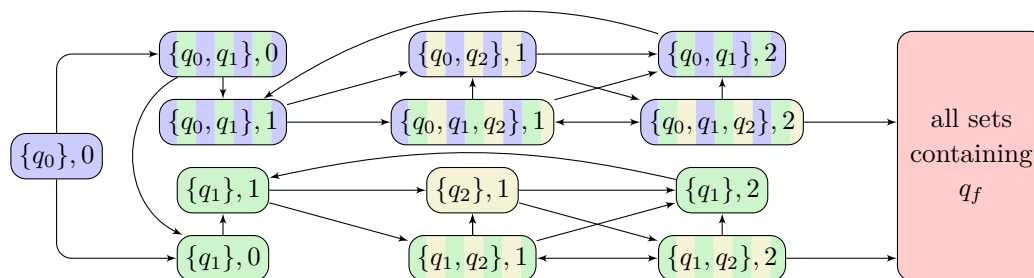 {q₀, q₁}, 0
{q₀, q₂}, 1
{q₀, q₁}, 2
{q₀, q₁}, 1
{q₀, q₁, q₂}, 1
{q₀, q₁, q₂}, 2
all sets
containing
q_f
{q₀}, 0
{q₁}, 1
{q₂}, 1
{q₁}, 2
{q₁}, 0
{q₁, q₂}, 1
{q₁, q₂}, 2